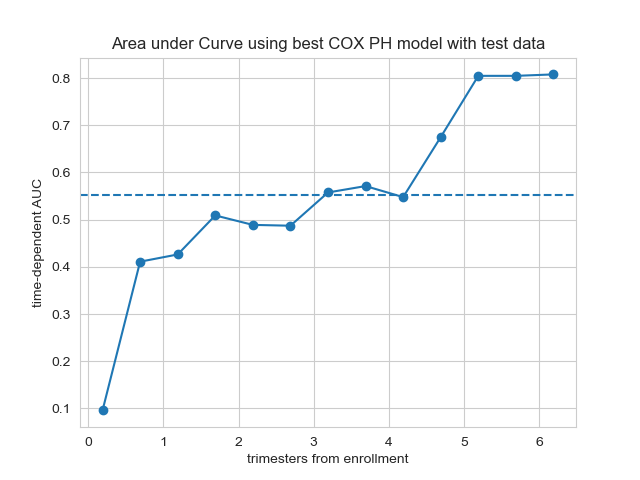 Area under Curve using best COX PH model with test data
time-dependent AUC
0.8
0.7
0.6
0.5
0.4
0.3
0.2
0.1
0 1 2 3 4 5 6
trimesters from enrollment